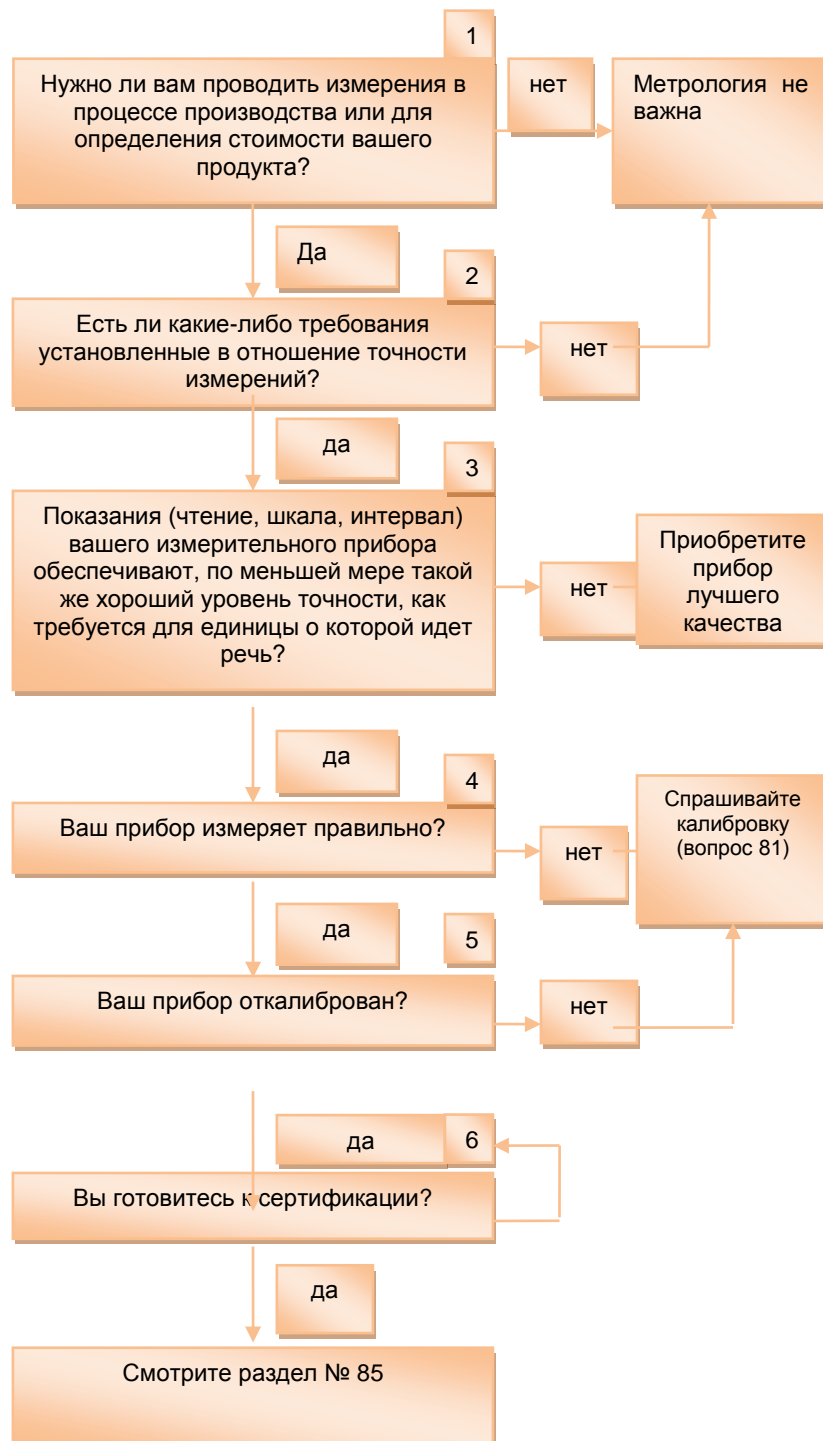 1
Нужно ли вам проводить измерения в
процессе производства или для
определения стоимости вашего
продукта?
нет
Метрология не
важна
Да
2
Есть ли какие-либо требования
установленные в отношение точности
измерений?
нет
да
3
Показания (чтение, шкала, интервал)
вашего измерительного прибора
обеспечивают, по меньшей мере такой
же хороший уровень точности, как
требуется для единицы о которой идет
речь?
нет
Приобретите
прибор
лучшего
качества
да
4
Ваш прибор измеряет правильно?
нет
Спрашивайте
калибровку
(вопрос 81)
да
5
Ваш прибор откалиброван?
нет
да
6
Вы готовитесь к сертификации?
да
Смотрите раздел № 85